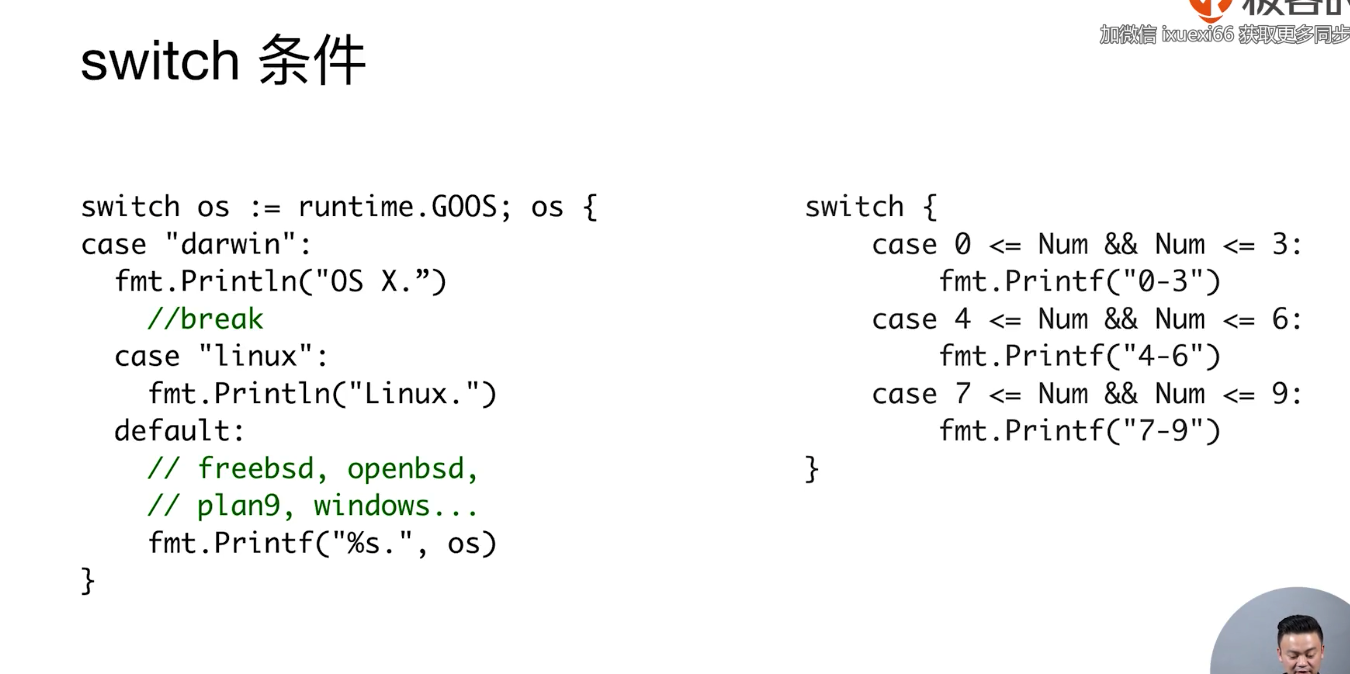 switch 条件
加微信 ixuexi66 获取更多同步
switch os := runtime.GOOS; os {
case "darwin":
  fmt.Println("OS X.”)
    //break
  case "linux":
    fmt.Println("Linux.")
  default:
    // freebsd, openbsd,
    // plan9, windows...
    fmt.Printf("%s.", os)
}
switch {
    case 0 <= Num && Num <= 3:
        fmt.Printf("0-3")
    case 4 <= Num && Num <= 6:
        fmt.Printf("4-6")
    case 7 <= Num && Num <= 9:
        fmt.Printf("7-9")
}